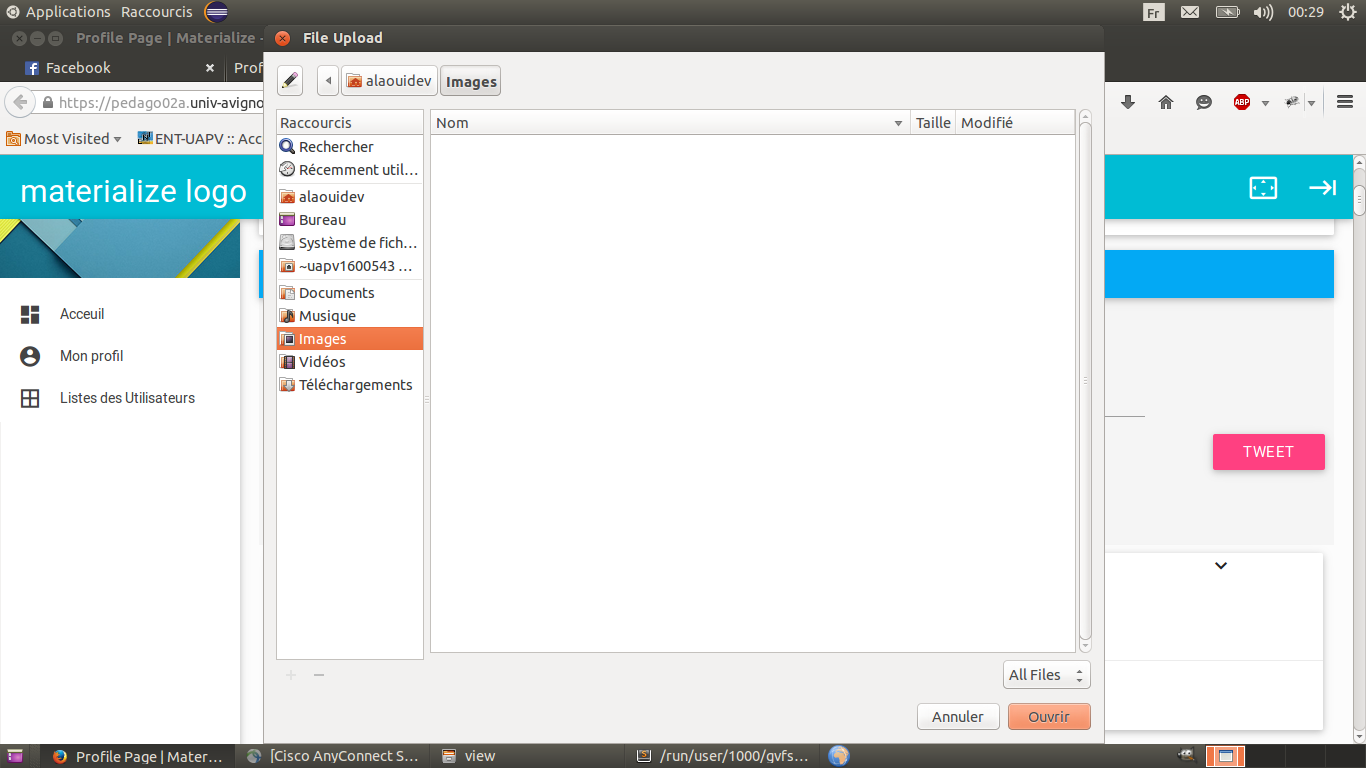 Applications Raccourcis Fr 00:29
Profile Page | Materialize -
File Upload
Facebook
Prof
alaouidev Images
https://pedago02a.univ-avigno
ABP
Most Visited ENT-UAPV :: Acc
Raccourcis
Nom Taille Modifié
Rechercher
Récemment util...
alaouidev
Bureau
Système de fich...
~uapv1600543 ...
Documents
Musique
Images
Vidéos
Téléchargements
materialize logo
Acceuil
Mon profil
Listes des Utilisateurs
TWEET
All Files
Annuler Ouvrir
Profile Page | Mater... [Cisco AnyConnect S... view /run/user/1000/gvfs...